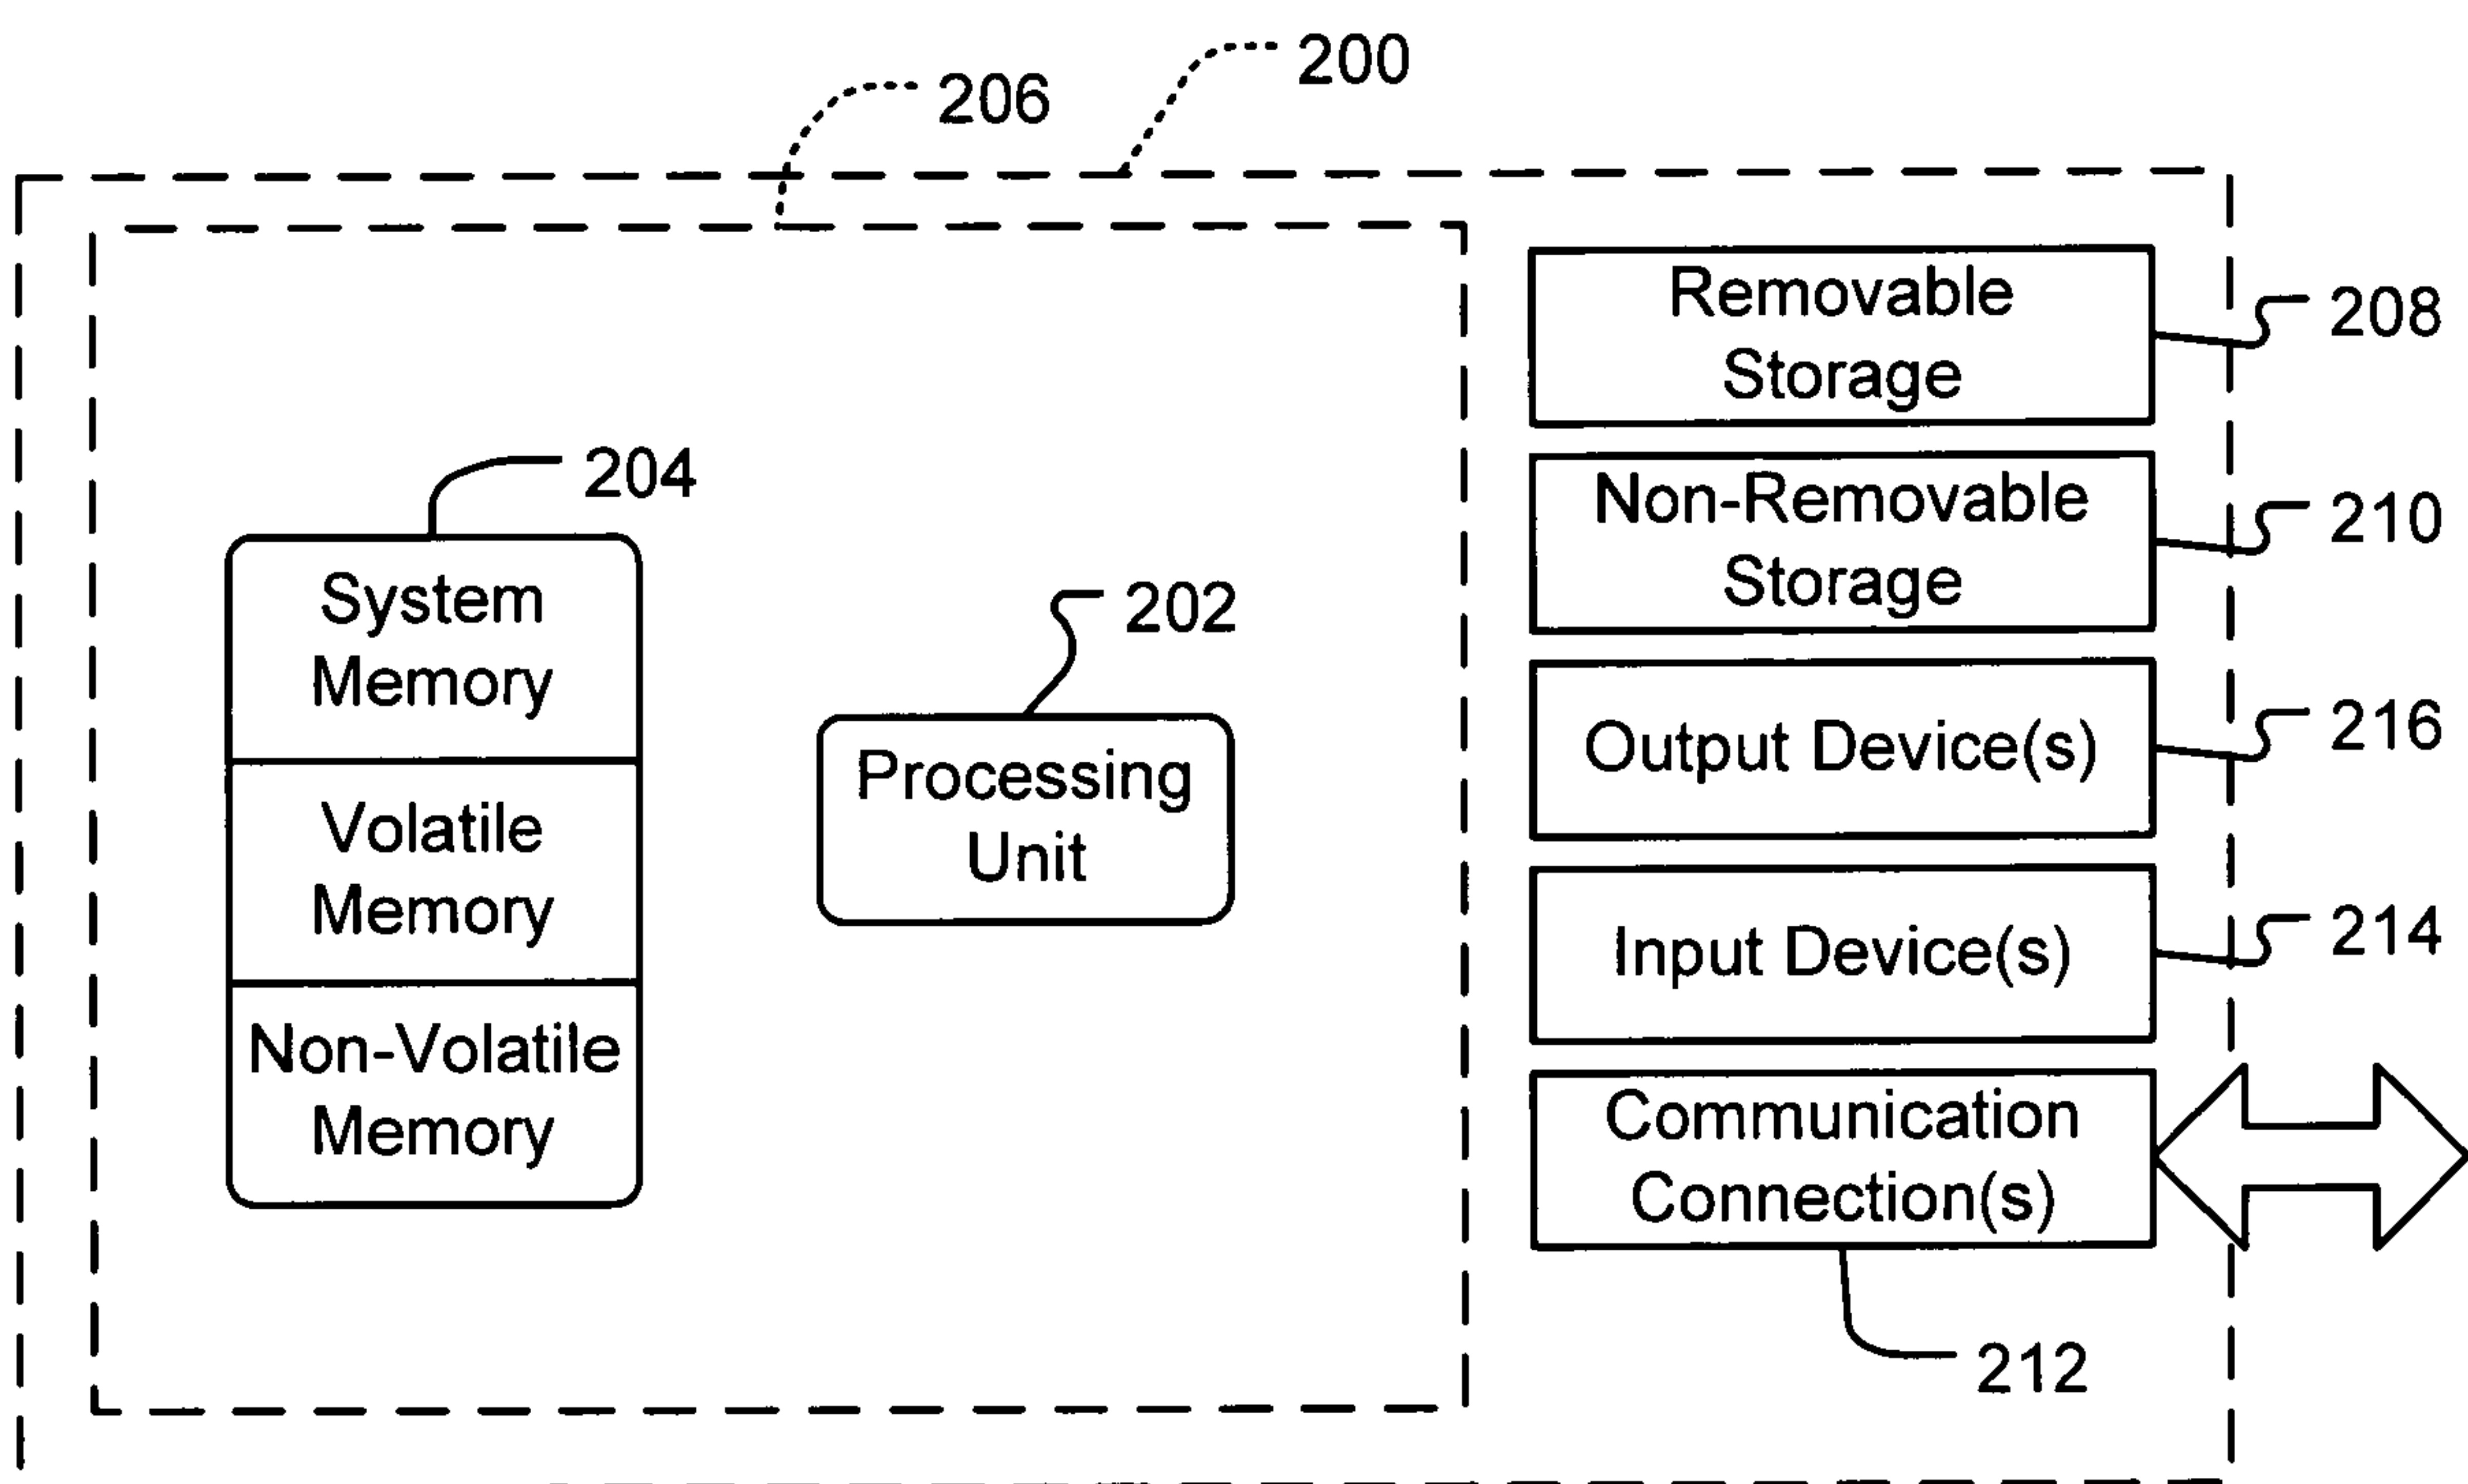 200
206
Removable
Storage
208
204
Non-Removable
Storage
210
System
Memory
202
Output Device(s)
216
Processing
Unit
Volatile
Memory
Input Device(s)
214
Non-Volatile
Memory
Communication
Connection(s)
212